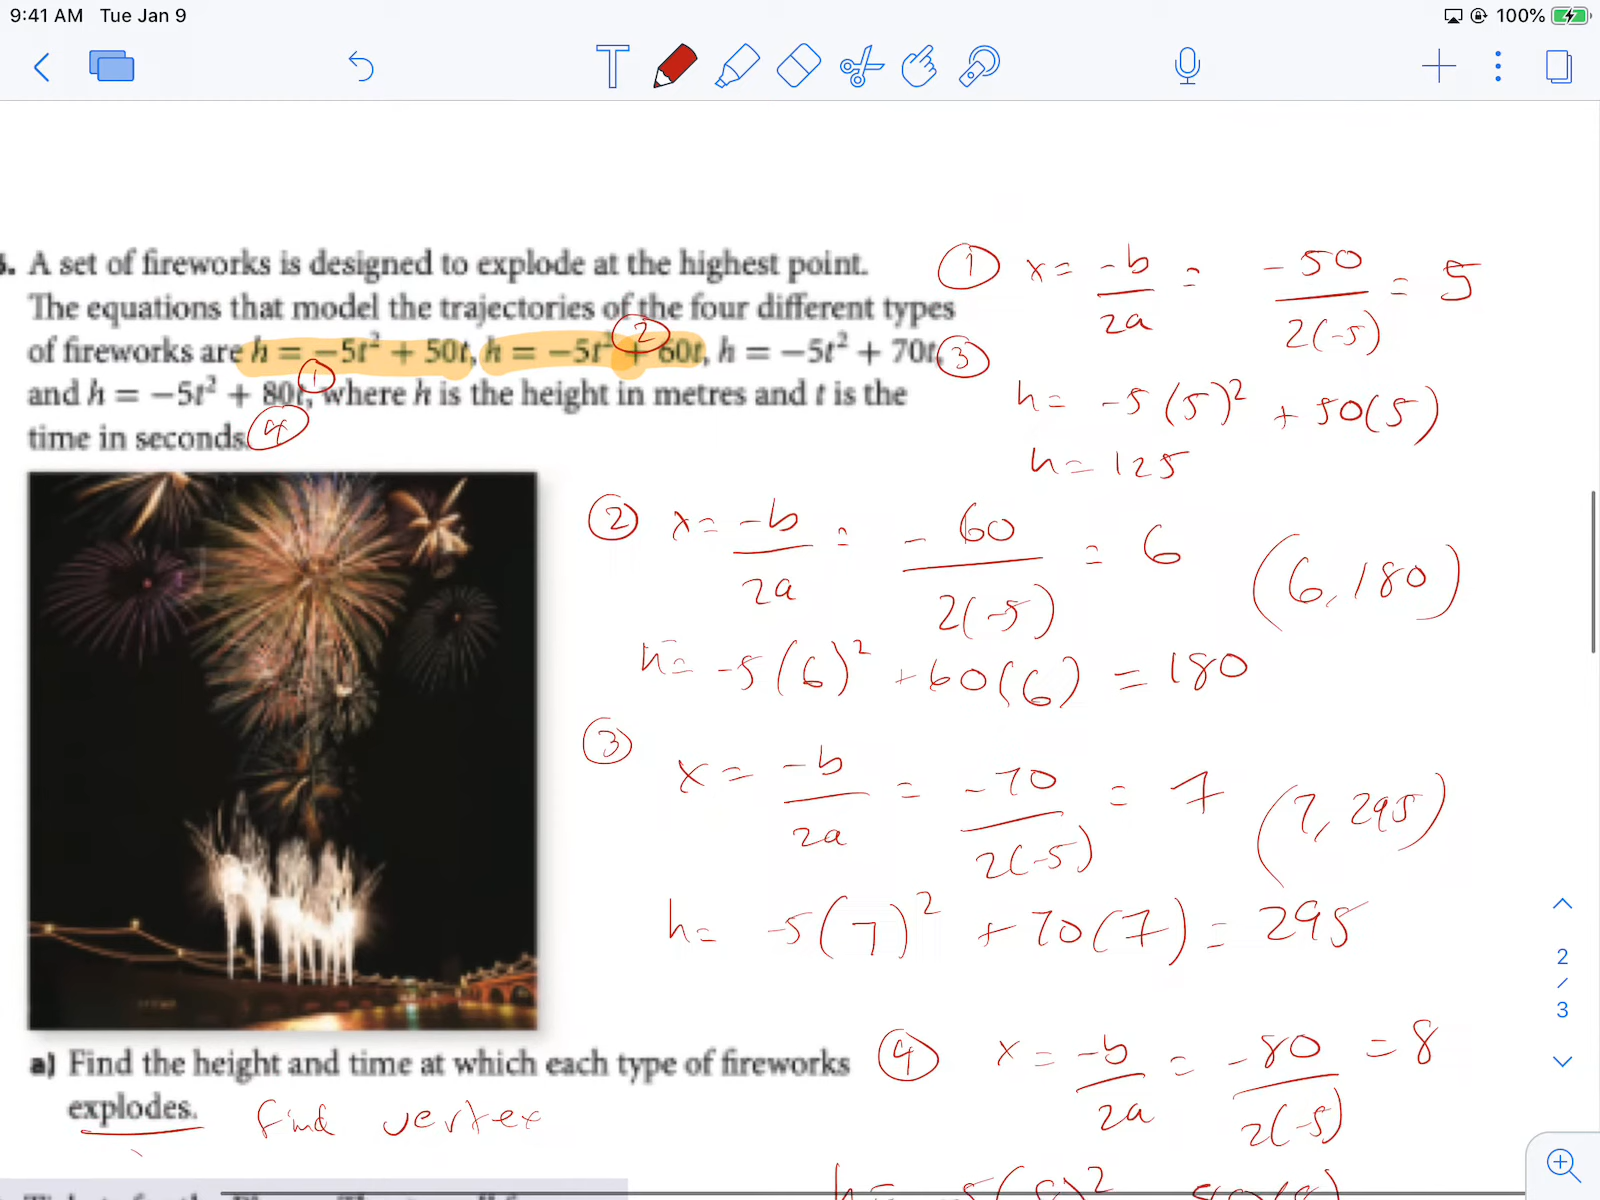 9:41 AM Tue Jan 9
100%
T
A set of fireworks is designed to explode at the highest point.
The equations that model the trajectories of the four different types
of fireworks are h = −5t² + 50t, h = −5t² + 60t, h = −5t² + 70t,
and h = −5t² + 80t, where h is the height in metres and t is the
time in seconds.
① ② ③ ④
① x = -b/2a = -50/2(-5) = 5
h = -5(5)² + 50(5)
h = 125
② x = -b/2a = -60/2(-5) = 6 (6, 180)
h = -5(6)² + 60(6) = 180
③
x = -b/2a = -70/2(-5) = 7 (7, 295)
h = -5(7)² + 70(7) = 295
a) Find the height and time at which each type of fireworks
explodes. find vertex
④ x = -b/2a = -80/2(-5) = 8
2
/
3